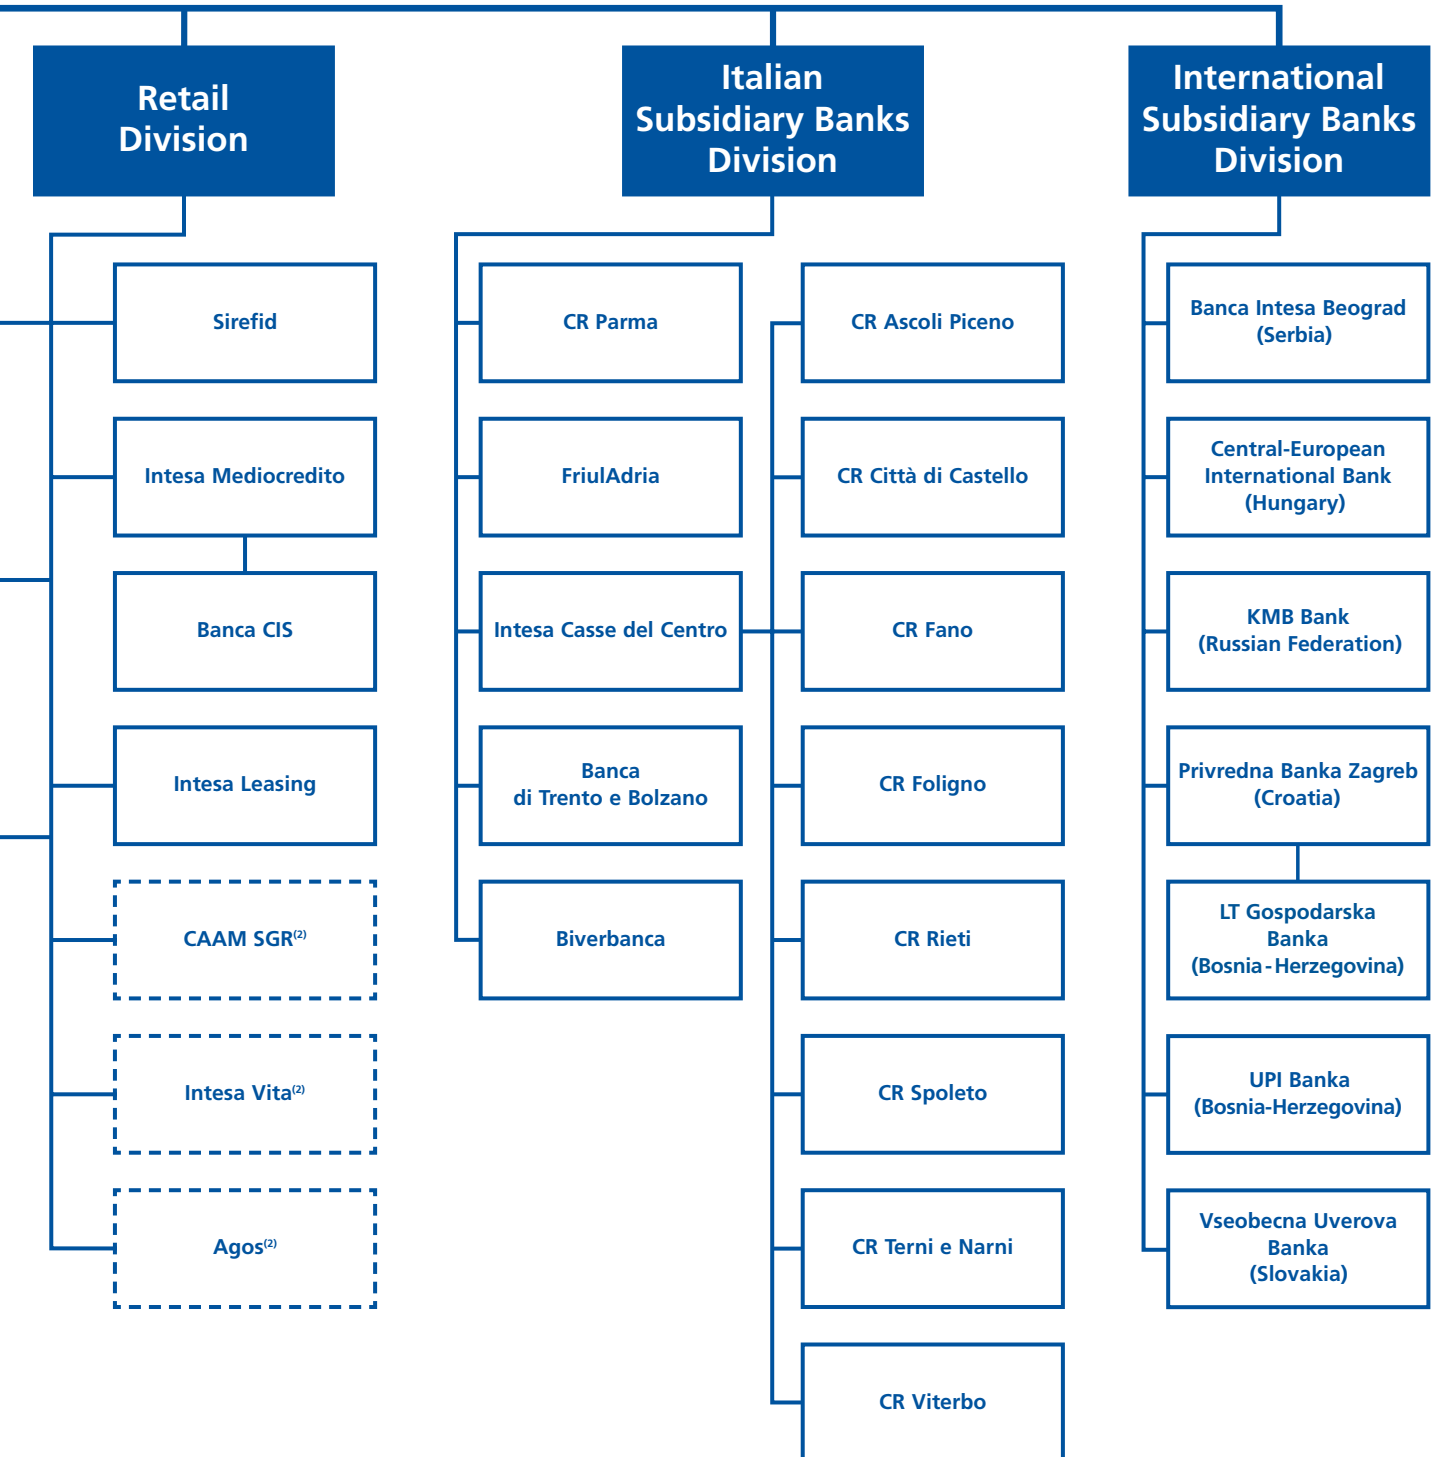 Retail
Division
Italian
Subsidiary Banks
Division
International
Subsidiary Banks
Division
Sirefid
Intesa Mediocredito
Banca CIS
Intesa Leasing
CAAM SGR(2)
Intesa Vita(2)
Agos(2)
CR Parma
FriulAdria
Intesa Casse del Centro
Banca
di Trento e Bolzano
Biverbanca
CR Ascoli Piceno
CR Città di Castello
CR Fano
CR Foligno
CR Rieti
CR Spoleto
CR Terni e Narni
CR Viterbo
Banca Intesa Beograd
(Serbia)
Central-European
International Bank
(Hungary)
KMB Bank
(Russian Federation)
Privredna Banka Zagreb
(Croatia)
LT Gospodarska
Banka
(Bosnia-Herzegovina)
UPI Banka
(Bosnia-Herzegovina)
Vseobecna Uverova
Banka
(Slovakia)